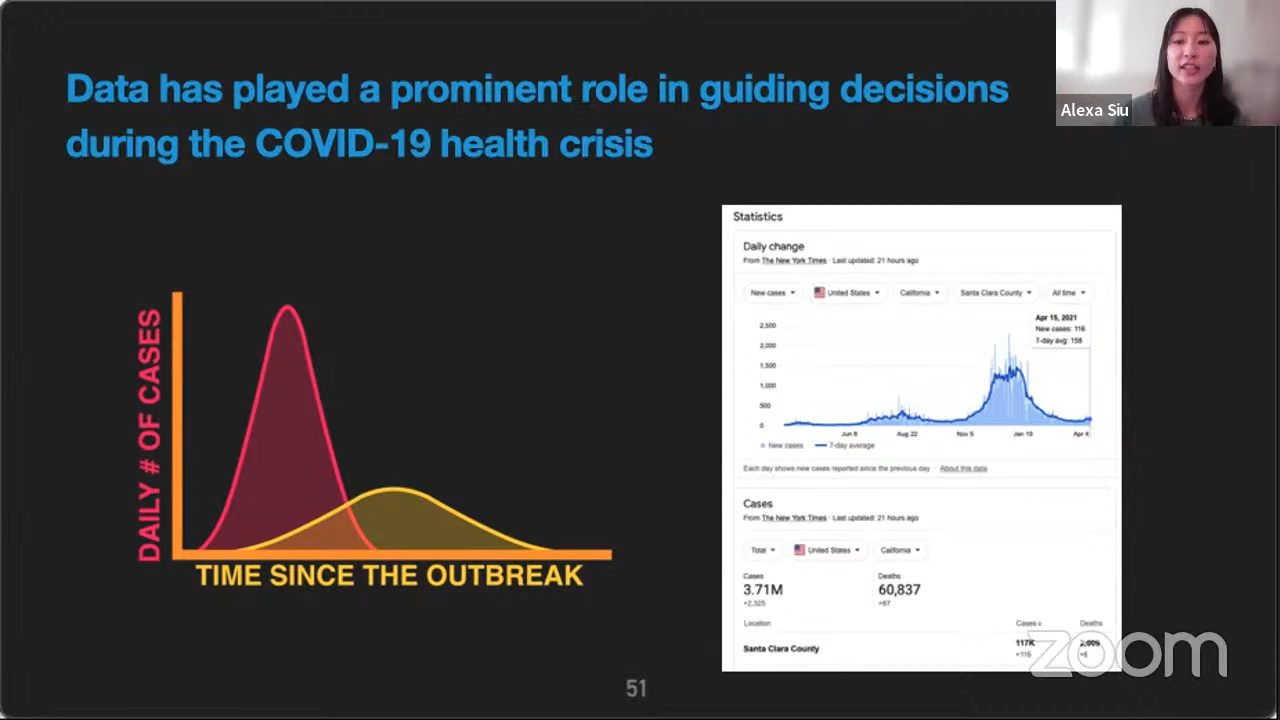 Data has played a prominent role in guiding decisions
during the COVID-19 health crisis
Alexa Siu
DAILY # OF CASES
TIME SINCE THE OUTBREAK
Statistics
Daily change
From The New York Times · Last updated: 21 hours ago
New cases United States California Santa Clara County All time
Apr 15, 2021
New cases: 116
7-day avg: 158
2,500
2,000
1,500
1,000
500
0
Jun 8 Aug 22 Nov 5 Jan 19 Apr 4
New cases 7-day average
Each day shows new cases reported since the previous day · About this data
Cases
From The New York Times · Last updated: 21 hours ago
Total United States California
Cases Deaths
3.71M 60,837
+2,325 +87
Location Cases↓ Deaths
Santa Clara County 117K
+116 +6
zoom
51